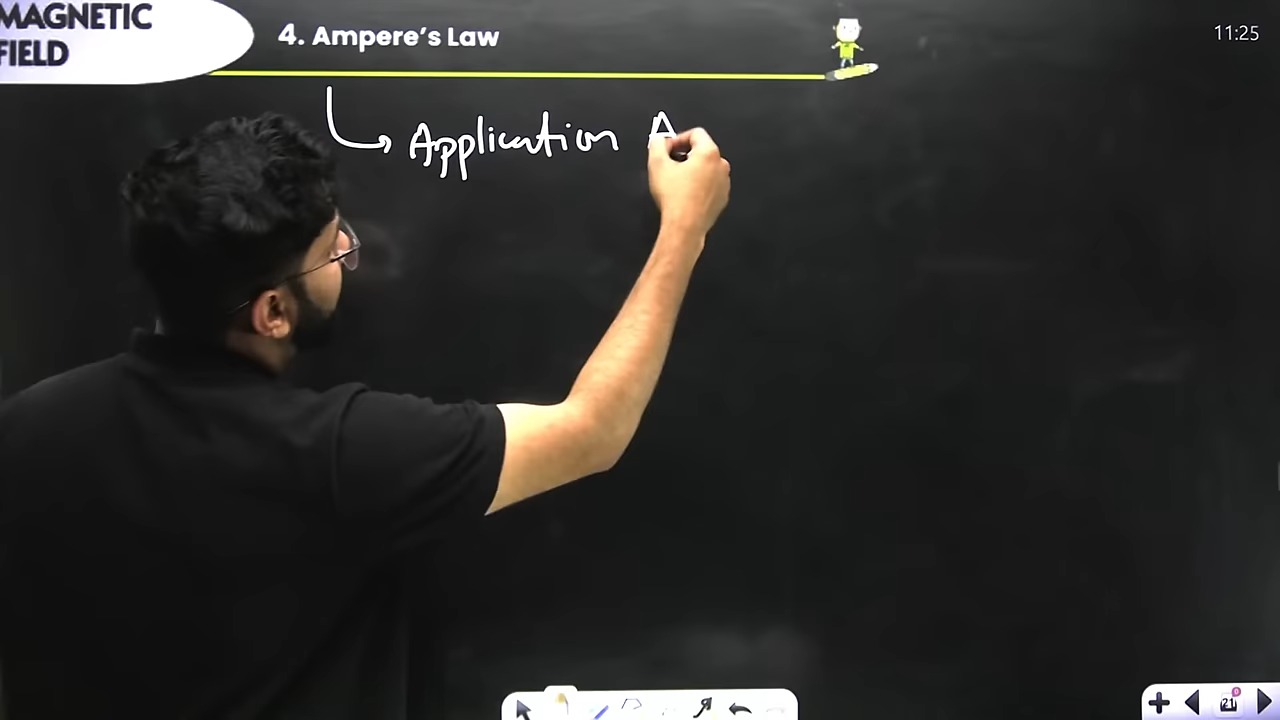 MAGNETIC
FIELD
4. Ampere's Law
11:25
Application A
21